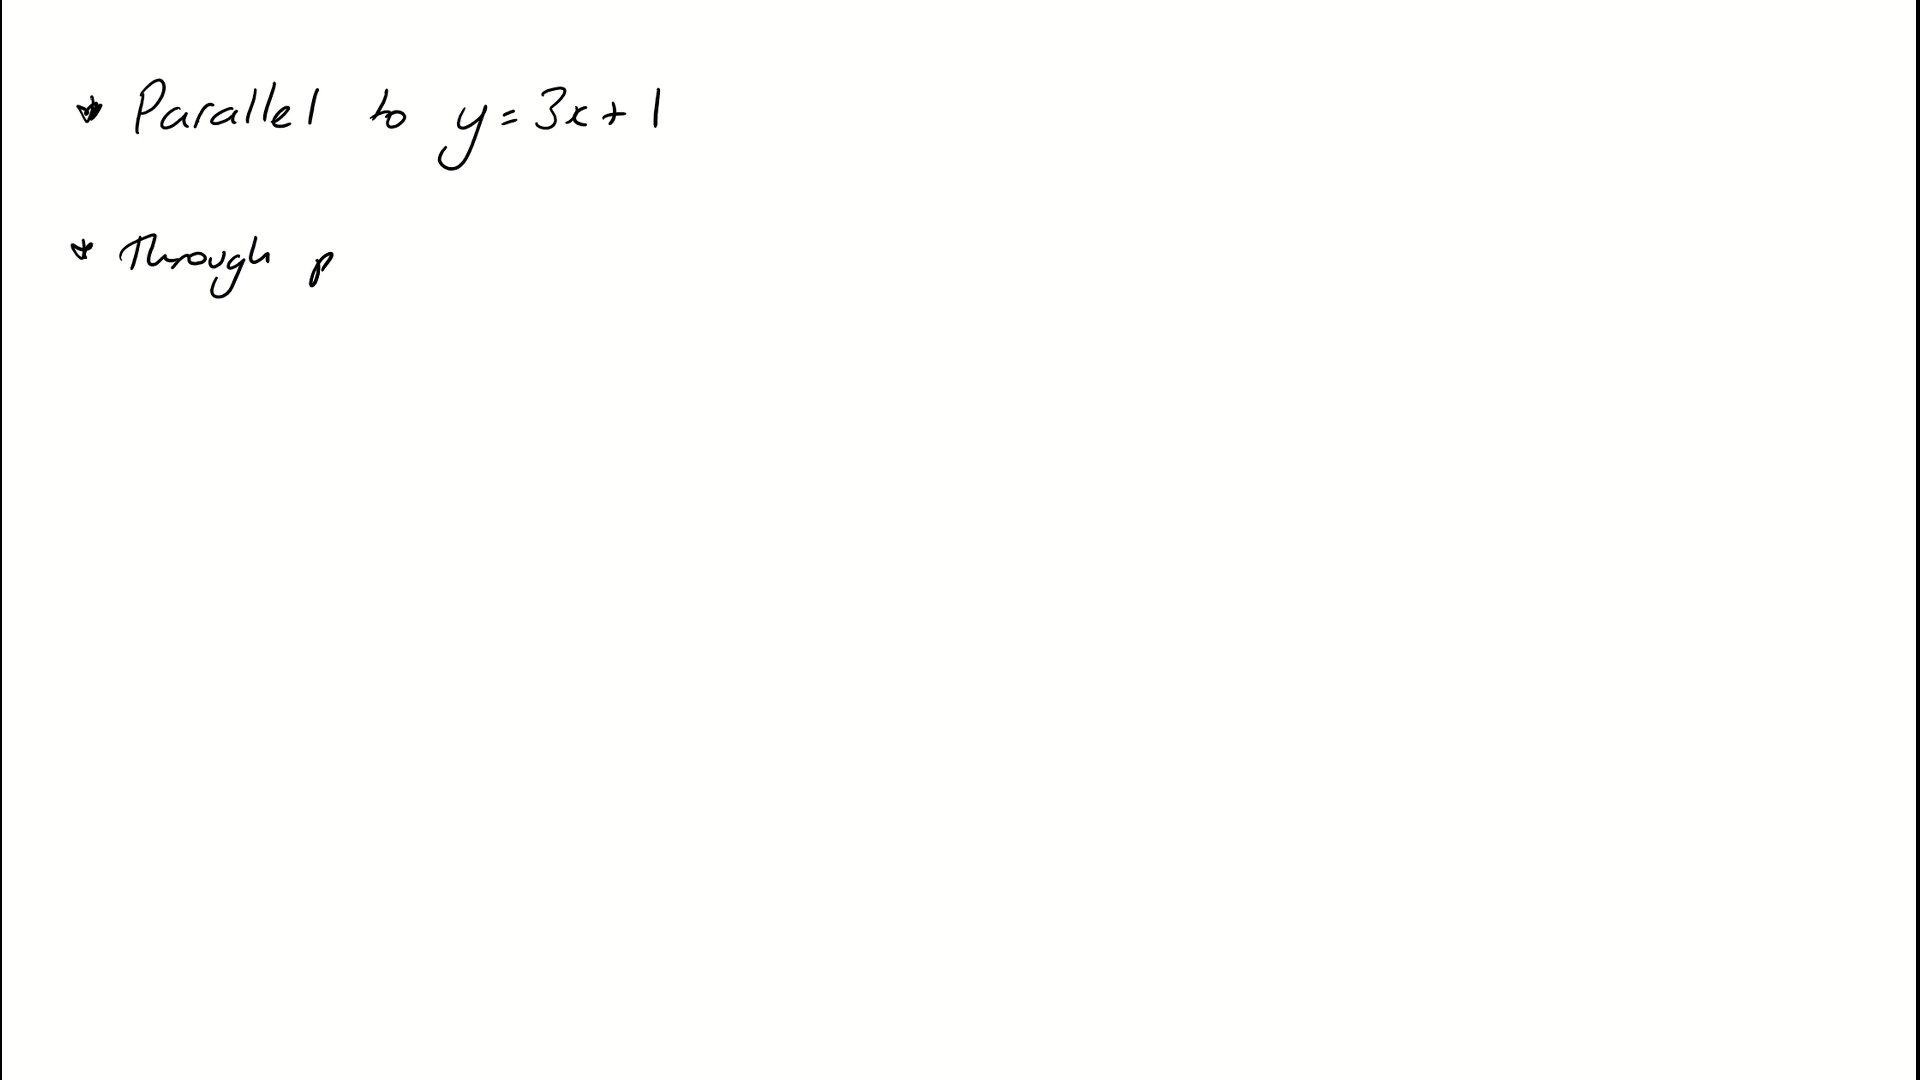 * Parallel to y = 3x + 1
* Through p